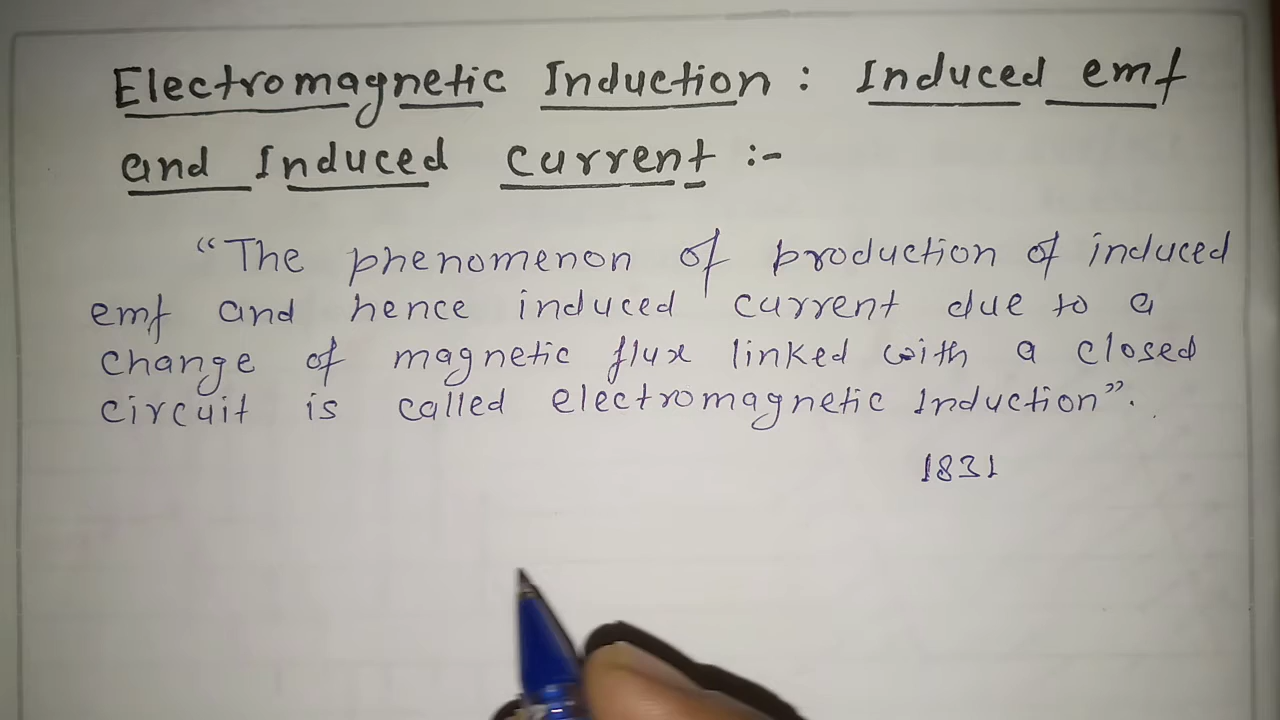 Electromagnetic Induction : Induced emf
and Induced current :-
“The phenomenon of production of induced
emf and hence induced current due to a
change of magnetic flux linked with a closed
circuit is called electromagnetic Induction”.
1831